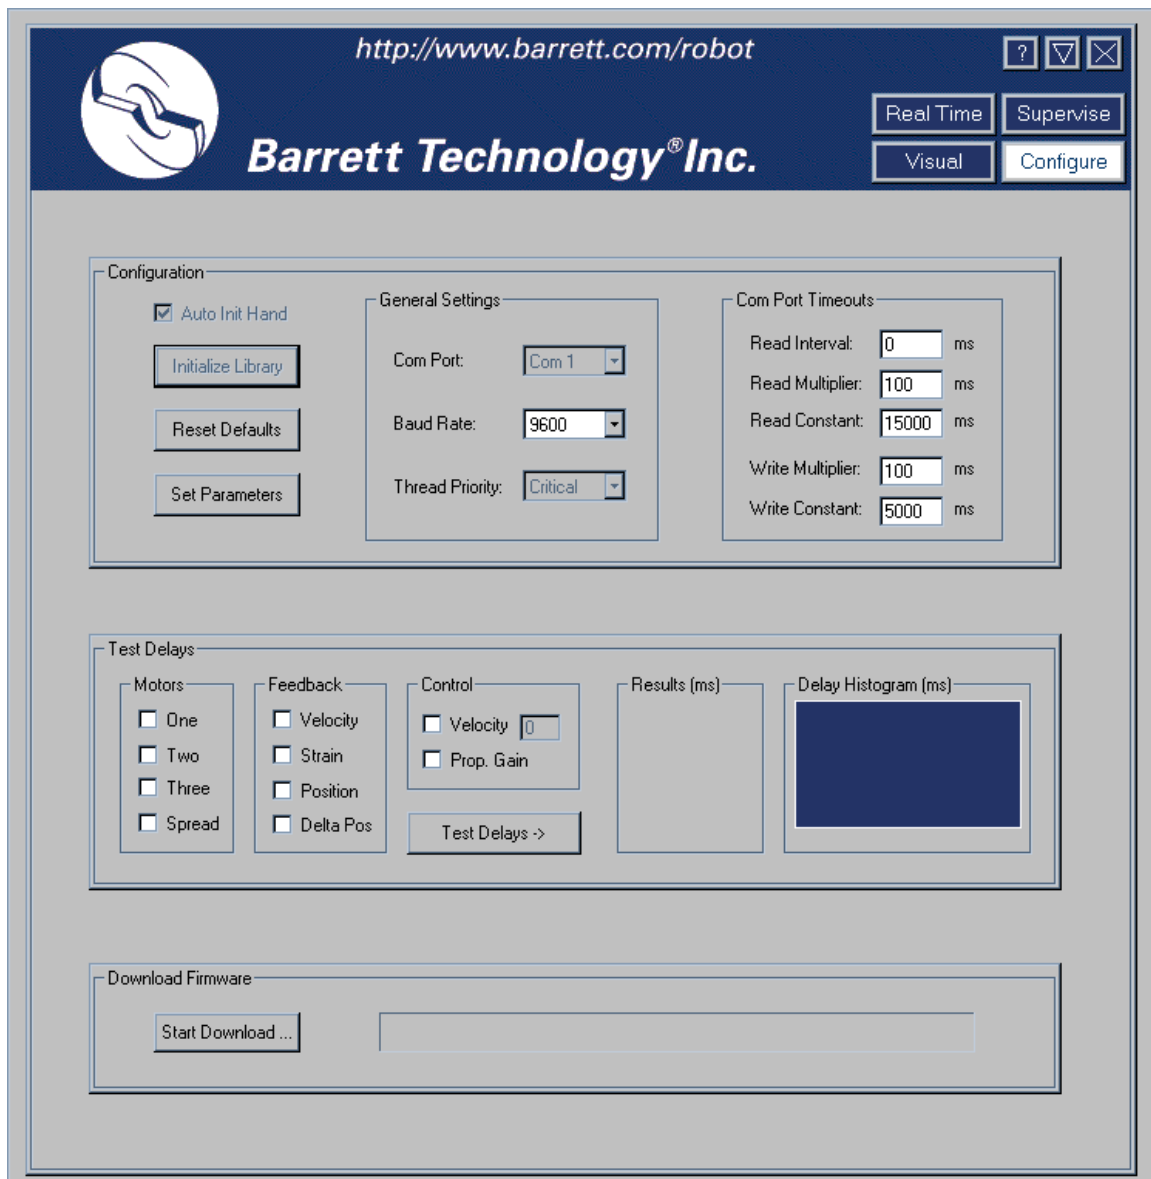 http://www.barrett.com/robot
?
Real Time Supervise
Barrett Technology®Inc.
Visual Configure
Configuration
Auto Init Hand
Initialize Library
Reset Defaults
Set Parameters
General Settings
Com Port: Com 1
Baud Rate: 9600
Thread Priority: Critical
Com Port Timeouts
Read Interval: 0 ms
Read Multiplier: 100 ms
Read Constant: 15000 ms
Write Multiplier: 100 ms
Write Constant: 5000 ms
Test Delays
Motors
One
Two
Three
Spread
Feedback
Velocity
Strain
Position
Delta Pos
Control
Velocity 0
Prop. Gain
Test Delays ->
Results (ms)
Delay Histogram (ms)
Download Firmware
Start Download ...